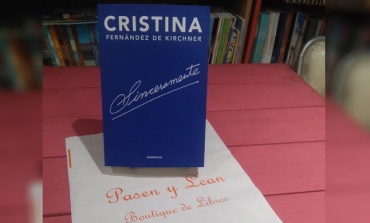 CRISTINA
FERNÁNDEZ DE KIRCHNER
Sinceramente
Pasen y Lean
Boutique de Libros